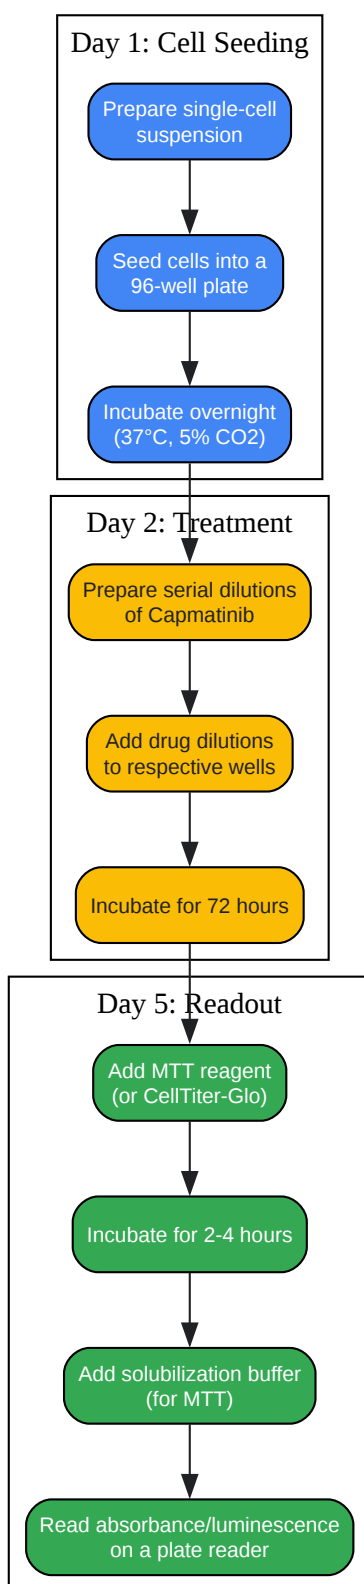 Day 1: Cell Seeding
Prepare single-cell
suspension
Seed cells into a
96-well plate
Incubate overnight
(37°C, 5% CO2)
Day 2: Treatment
Prepare serial dilutions
of Capmatinib
Add drug dilutions
to respective wells
Incubate for 72 hours
Day 5: Readout
Add MTT reagent
(or CellTiter-Glo)
Incubate for 2-4 hours
Add solubilization buffer
(for MTT)
Read absorbance/luminescence
on a plate reader